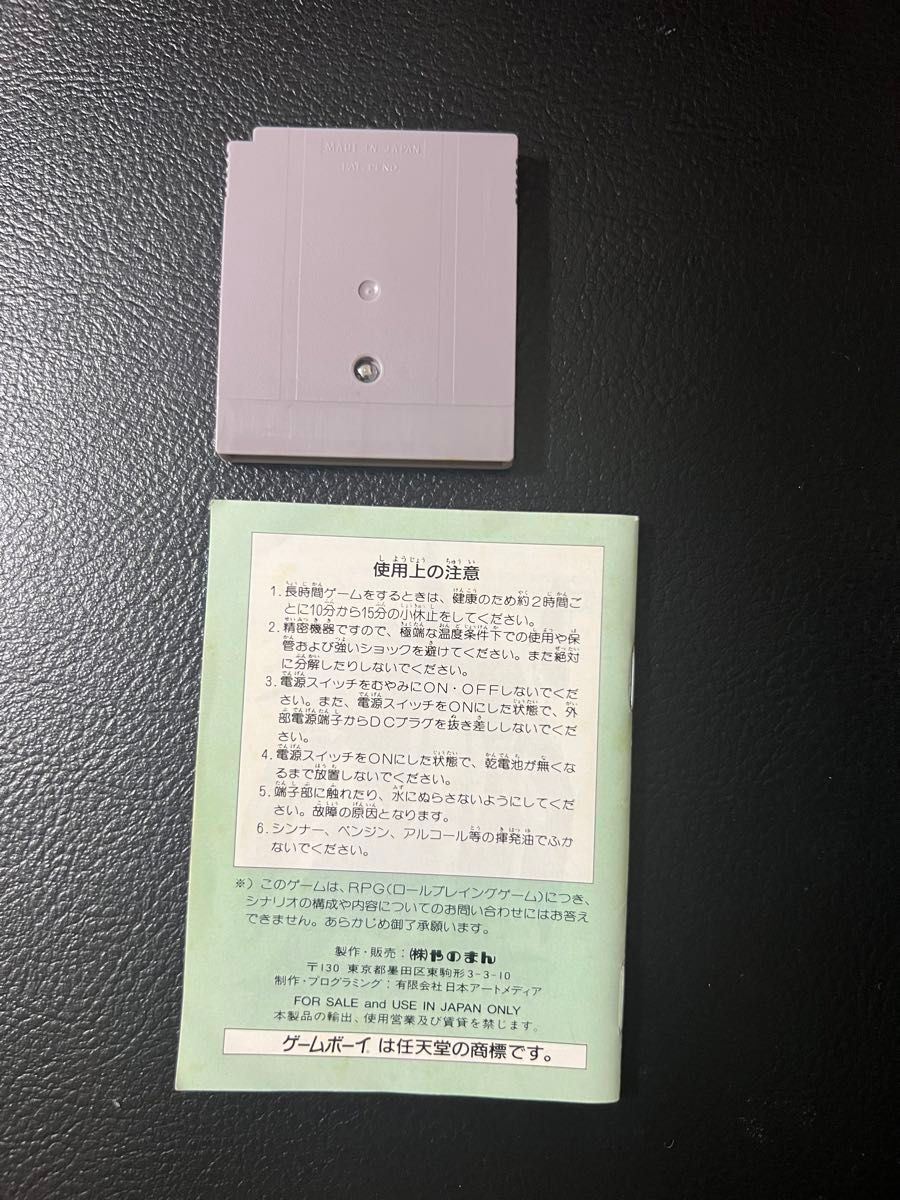 MADE IN JAPAN
PAT. PEND.
使用上の注意
1. 長時間ゲームをするときは、健康のため約2時間ご
とに10分から15分の小休止をしてください。
2. 精密機器ですので、極端な温度条件下での使用や保
管および強いショックを避けてください。また絶対
に分解したりしないでください。
3. 電源スイッチをむやみにON・OFFしないでくだ
さい。また、電源スイッチをONにした状態で、外
部電源端子からDCプラグを抜き差ししないでくだ
さい。
4. 電源スイッチをONにした状態で、乾電池が無くな
るまで放置しないでください。
5. 端子部に触れたり、水にぬらさないようにしてくだ
さい。故障の原因となります。
6. シンナー、ベンジン、アルコール等の揮発油でふか
ないでください。
※)このゲームは、RPG(ロールプレイングゲーム)につき、
シナリオの構成や内容についてのお問い合わせにはお答え
できません。あらかじめ御了承願います。
製作・販売:(株)やのまん
〒130 東京都墨田区東駒形3-3-10
制作・プログラミング:有限会社日本アートメディア
FOR SALE and USE IN JAPAN ONLY
本製品の輸出、使用営業及び賃貸を禁じます。
ゲームボーイ は任天堂の商標です。